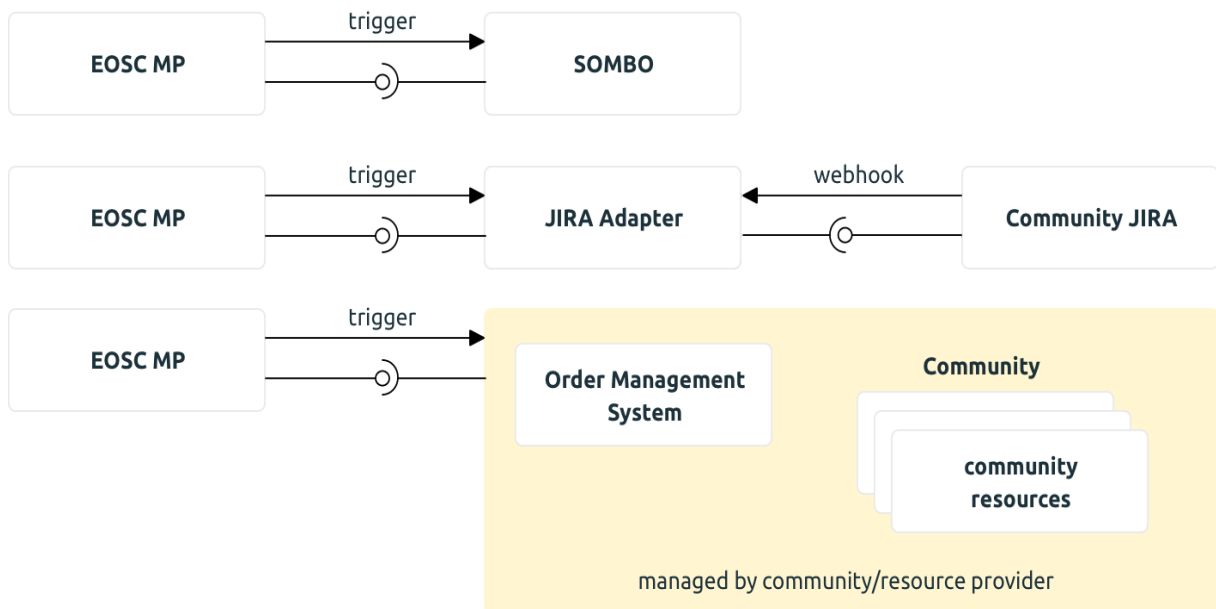 trigger
EOSC MP
SOMBO
trigger
webhook
EOSC MP
JIRA Adapter
Community JIRA
trigger
EOSC MP
Order Management
System
Community
community
resources
managed by community/resource provider